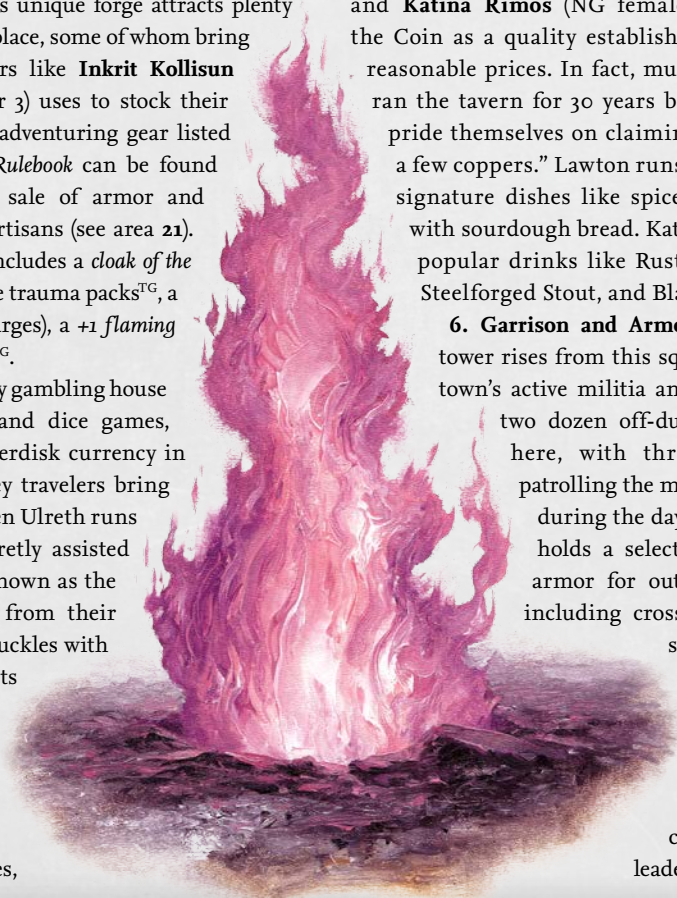 s unique forge attracts plenty
place, some of whom bring
rs like Inkrit Kollisun
r 3) uses to stock their
adventuring gear listed
Rulebook can be found
sale of armor and
rtisans (see area 21).
ncludes a cloak of the
e trauma packsTG, a
arges), a +1 flaming
G.
y gambling house
and dice games,
erdisk currency in
ey travelers bring
en Ulreth runs
retly assisted
nown as the
from their
uckles with
ts
es,
and Katina Rimos (NG female
the Coin as a quality establish
reasonable prices. In fact, mu
ran the tavern for 30 years b
pride themselves on claimin
a few coppers.” Lawton runs
signature dishes like spice
with sourdough bread. Kat
popular drinks like Rust
Steelforged Stout, and Bla
6. Garrison and Armo
tower rises from this sq
town’s active militia an
two dozen off-du
here, with thr
patrolling the m
during the day
holds a select
armor for out
including cross
s
c
leade